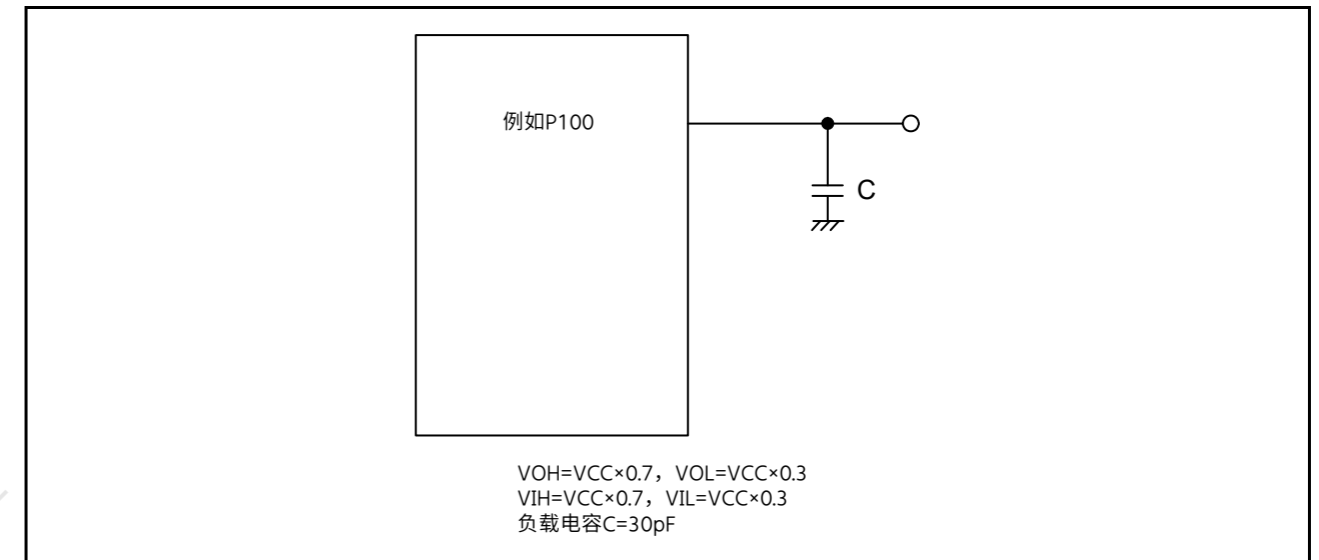 例如P100
C
VOH=VCC×0.7，VOL=VCC×0.3
VIH=VCC×0.7，VIL=VCC×0.3
负载电容C=30pF